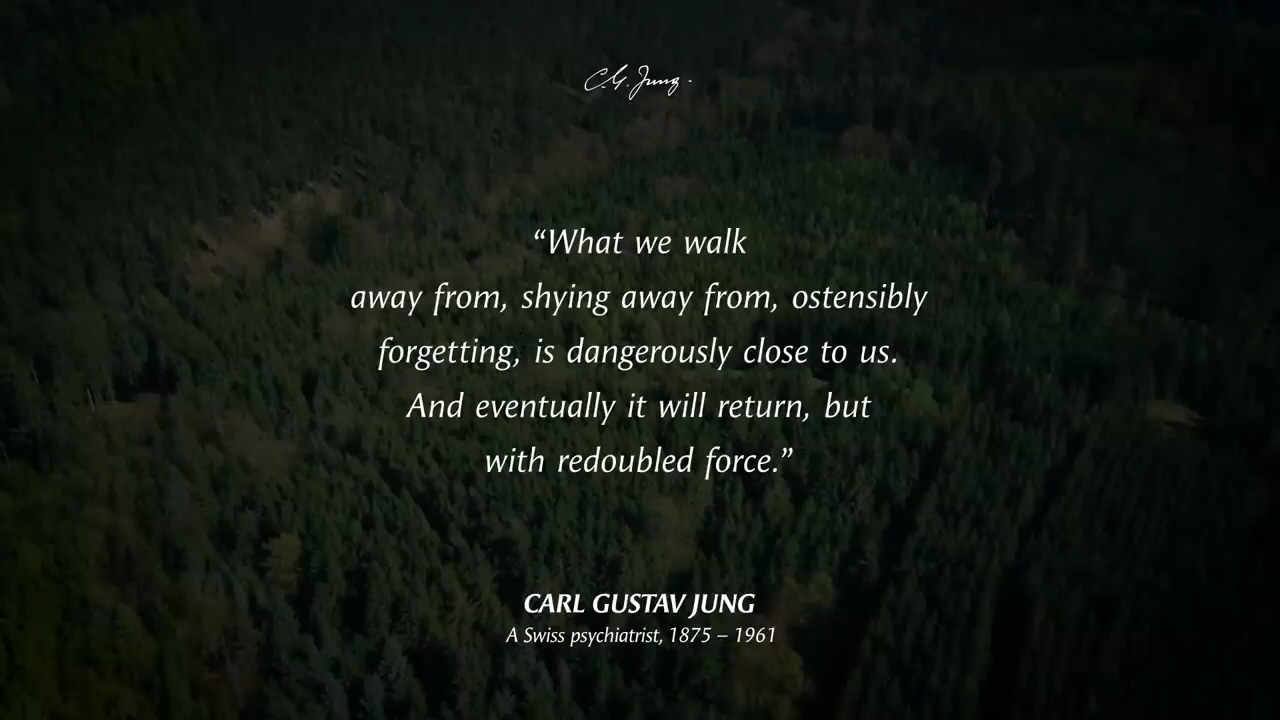 C.G. Jung.
“What we walk
away from, shying away from, ostensibly
forgetting, is dangerously close to us.
And eventually it will return, but
with redoubled force.”
CARL GUSTAV JUNG
A Swiss psychiatrist, 1875 – 1961